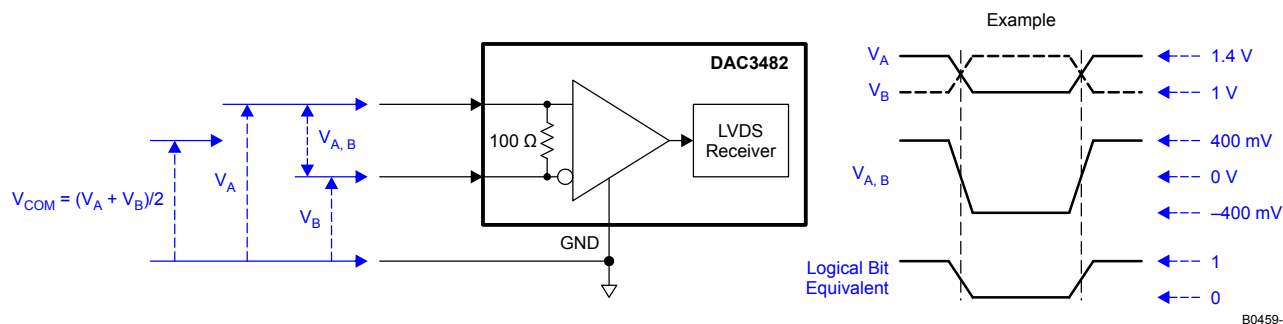 Example
DAC3482
100 Ω
LVDS
Receiver
V_A, B
V_A
V_B
V_COM = (V_A + V_B)/2
GND
V_A
V_B
1.4 V
1 V
V_A, B
400 mV
0 V
–400 mV
Logical Bit
Equivalent
1
0
B0459-